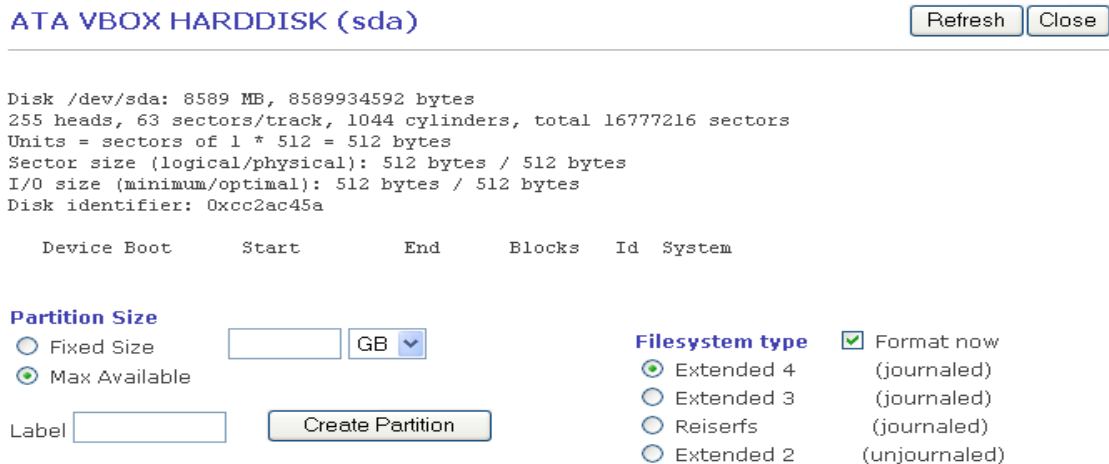 ATA VBOX HARDDISK (sda)
Refresh Close
Disk /dev/sda: 8589 MB, 8589934592 bytes
255 heads, 63 sectors/track, 1044 cylinders, total 16777216 sectors
Units = sectors of 1 * 512 = 512 bytes
Sector size (logical/physical): 512 bytes / 512 bytes
I/O size (minimum/optimal): 512 bytes / 512 bytes
Disk identifier: 0xcc2ac45a
Device Boot Start End Blocks Id System
Partition Size
Fixed Size GB
Max Available
Label Create Partition
Filesystem type Format now
Extended 4 (journaled)
Extended 3 (journaled)
Reiserfs (journaled)
Extended 2 (unjournaled)